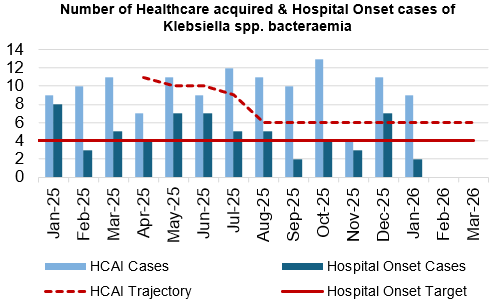 Number of Healthcare acquired & Hospital Onset cases of
Klebsiella spp. bacteraemia
14
12
10
8
6
4
2
0
Jan-25
Feb-25
Mar-25
Apr-25
May-25
Jun-25
Jul-25
Aug-25
Sep-25
Oct-25
Nov-25
Dec-25
Jan-26
Feb-26
Mar-26
HCAI Cases
Hospital Onset Cases
HCAI Trajectory
Hospital Onset Target